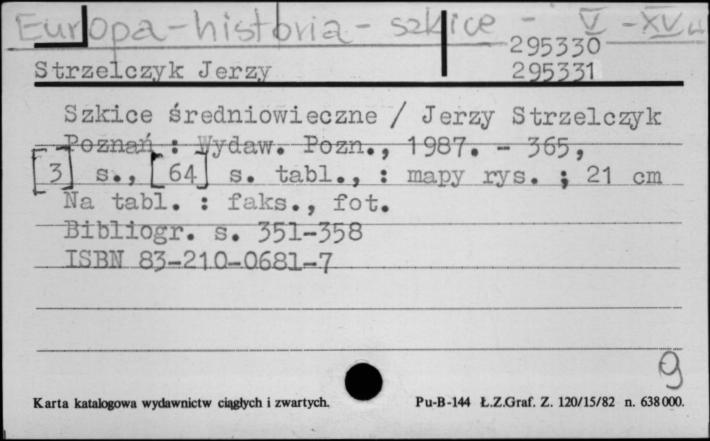 Europa - historia - szkice - V - XV w
295330
Strzelczyk Jerzy 295331
Szkice średniowieczne / Jerzy Strzelczyk
Poznań : Wydaw. Pozn., 1987. - 365,
[3] s., [64] s. tabl., : mapy rys. ; 21 cm
Na tabl. : faks., fot.
Bibliogr. s. 351-358
ISBN 83-210-0681-7
g
Karta katalogowa wydawnictw ciągłych i zwartych. Pu-B-144 Ł.Z.Graf. Z. 120/15/82 n. 638000.